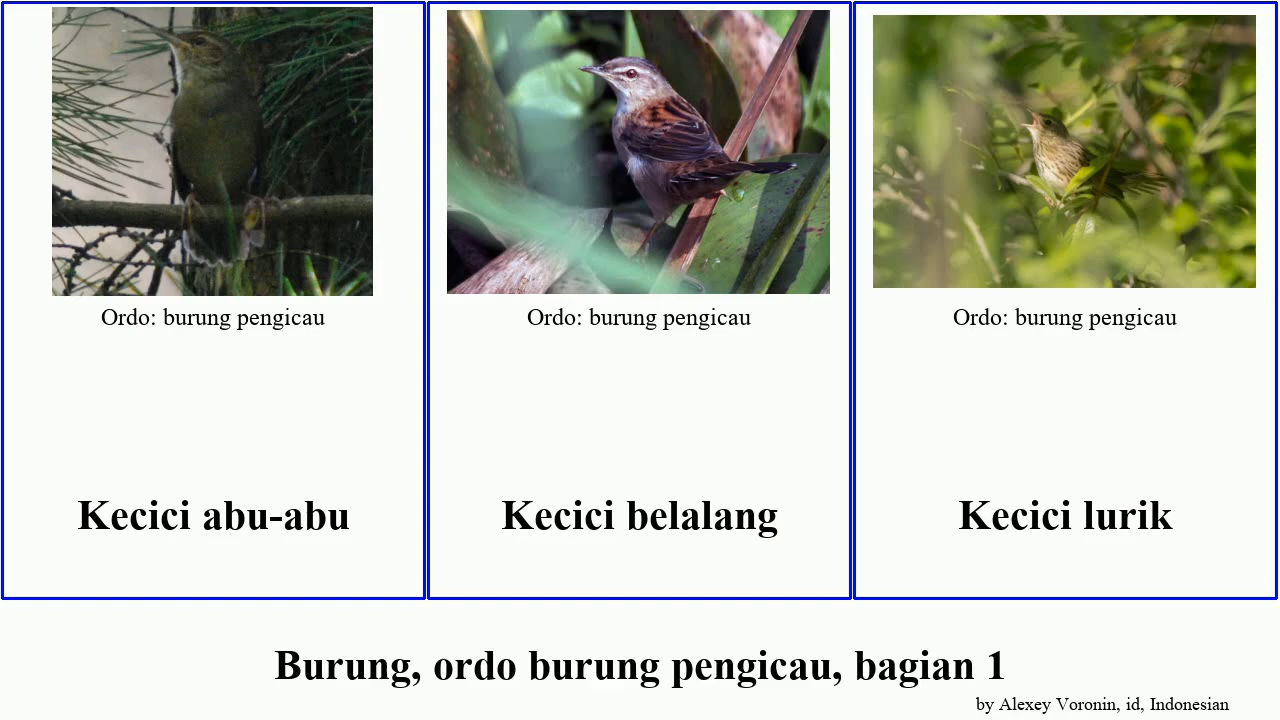 Ordo: burung pengicau
Kecici abu-abu
Ordo: burung pengicau
Kecici belalang
Ordo: burung pengicau
Kecici lurik
Burung, ordo burung pengicau, bagian 1
by Alexey Voronin, id, Indonesian